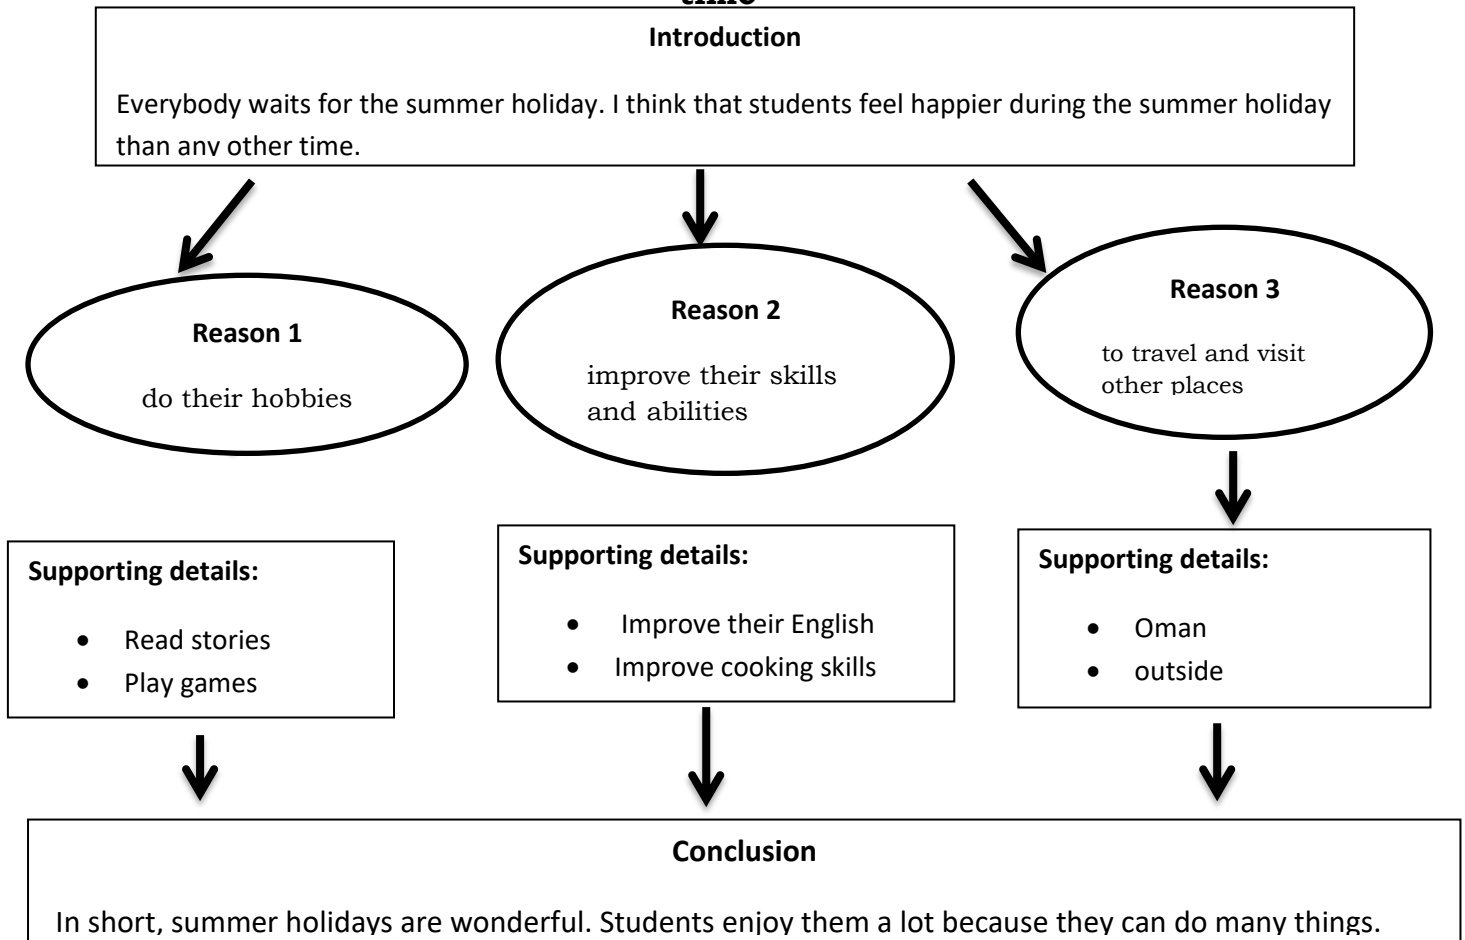 Introduction
Everybody waits for the summer holiday. I think that students feel happier during the summer holiday
than any other time.
Reason 1
do their hobbies
Reason 2
improve their skills
and abilities
Reason 3
to travel and visit
other places
Supporting details:
• Read stories
• Play games
Supporting details:
• Improve their English
• Improve cooking skills
Supporting details:
• Oman
• outside
Conclusion
In short, summer holidays are wonderful. Students enjoy them a lot because they can do many things.